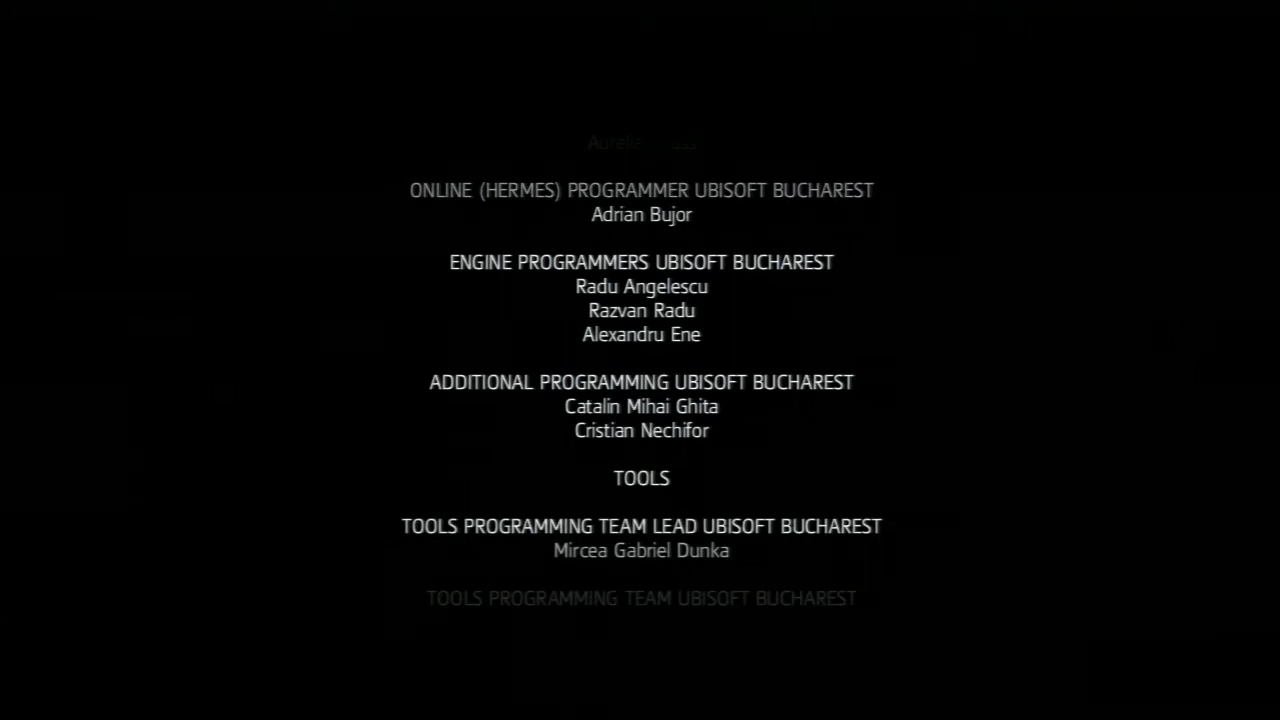 ONLINE (HERMES) PROGRAMMER UBISOFT BUCHAREST
Adrian Bujor
ENGINE PROGRAMMERS UBISOFT BUCHAREST
Radu Angelescu
Razvan Radu
Alexandru Ene
ADDITIONAL PROGRAMMING UBISOFT BUCHAREST
Catalin Mihai Ghita
Cristian Nechifor
TOOLS
TOOLS PROGRAMMING TEAM LEAD UBISOFT BUCHAREST
Mircea Gabriel Dunka
TOOLS PROGRAMMING TEAM UBISOFT BUCHAREST